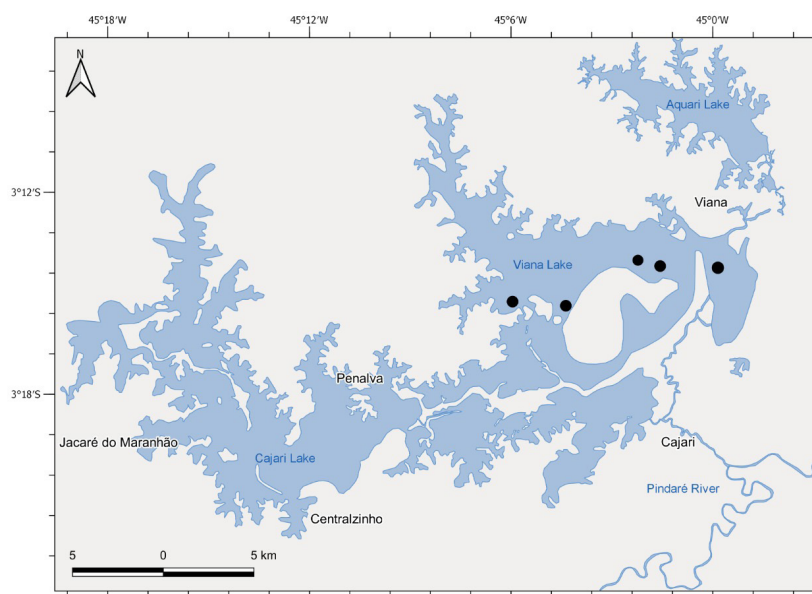 45°18'W
45°12'W
45°6'W
45°0'W
N
Aquari Lake
3°12'S
Viana
Viana Lake
Penalva
3°18'S
Jacaré do Maranhão
Cajari
Cajari Lake
Pindaré River
Centralzinho
5 0 5 km